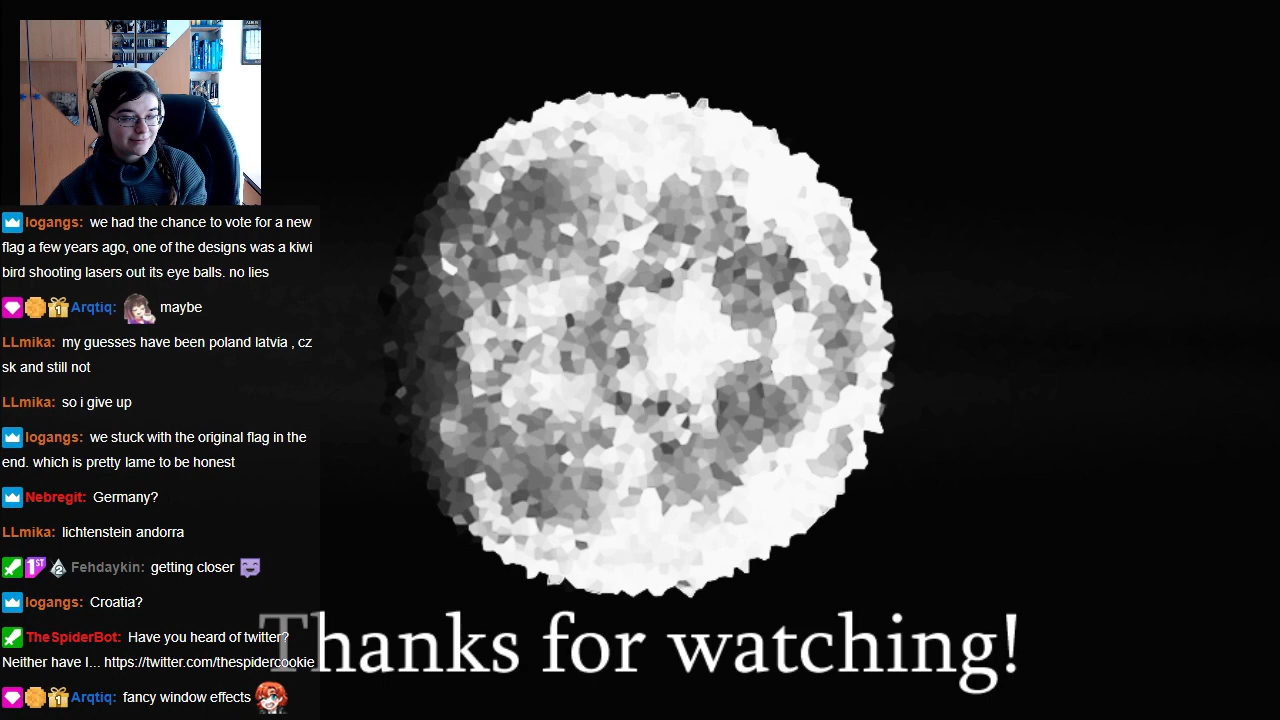 logangs: we had the chance to vote for a new
flag a few years ago, one of the designs was a kiwi
bird shooting lasers out its eye balls. no lies
1 Arqtiq: maybe
LLmika: my guesses have been poland latvia , cz
sk and still not
LLmika: so i give up
logangs: we stuck with the original flag in the
end. which is pretty lame to be honest
Nebregit: Germany?
LLmika: lichtenstein andorra
1ST 2 Fehdaykin: getting closer
logangs: Croatia?
TheSpiderBot: Have you heard of twitter?
Neither have I... https://twitter.com/thespidercookie
1 Arqtiq: fancy window effects
Thanks for watching!